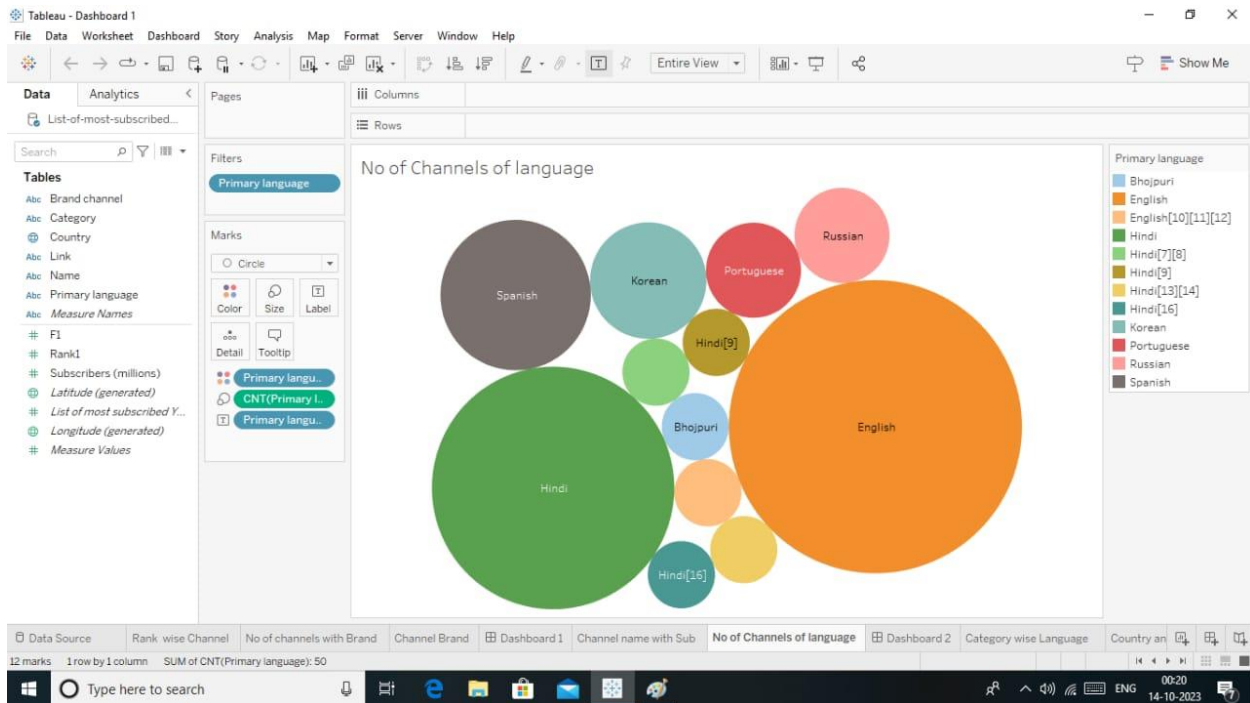 Tableau - Dashboard 1
File Data Worksheet Dashboard Story Analysis Map Format Server Window Help
Entire View
Show Me
Data Analytics
List-of-most-subscribed...
Search
Tables
Abc Brand channel
Abc Category
Country
Abc Link
Abc Name
Abc Primary language
Abc Measure Names
# F1
# Rank1
# Subscribers (millions)
Latitude (generated)
# List of most subscribed Y...
Longitude (generated)
# Measure Values
Pages
Filters
Primary language
Marks
Circle
Color Size Label
Detail Tooltip
Primary langu..
CNT(Primary l..
Primary langu..
iii Columns
Rows
No of Channels of language
Russian
Korean
Portuguese
Spanish
Hindi[9]
Bhojpuri
English
Hindi
Hindi[16]
Primary language
Bhojpuri
English
English[10][11][12]
Hindi
Hindi[7][8]
Hindi[9]
Hindi[13][14]
Hindi[16]
Korean
Portuguese
Russian
Spanish
Data Source Rank wise Channel No of channels with Brand Channel Brand Dashboard 1 Channel name with Sub No of Channels of language Dashboard 2 Category wise Language Country an
12 marks 1 row by 1 column SUM of CNT(Primary language): 50
Type here to search
ENG
00:20
14-10-2023
7